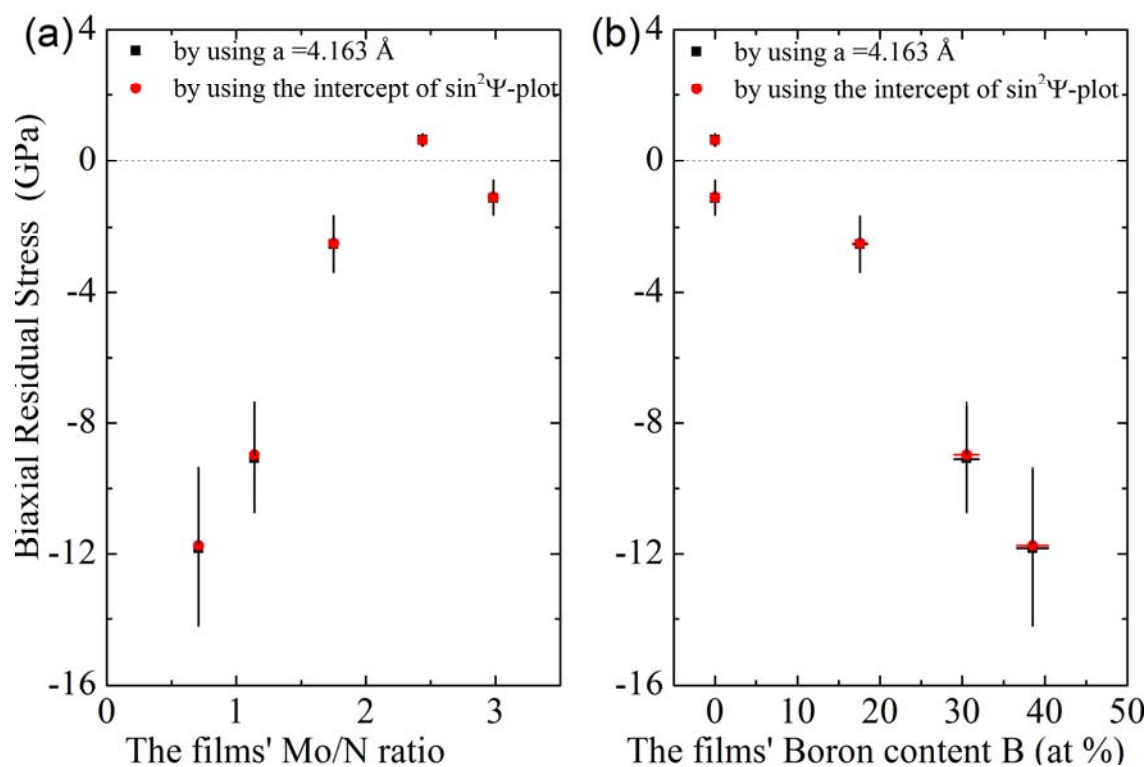 (a)
4
by using a =4.163 Å
by using the intercept of sin²Ψ-plot
0
-4
-8
-12
-16
Biaxial Residual Stress (GPa)
0 1 2 3
The films' Mo/N ratio
(b)
4
by using a =4.163 Å
by using the intercept of sin²Ψ-plot
0
-4
-8
-12
-16
0 10 20 30 40 50
The films' Boron content B (at %)